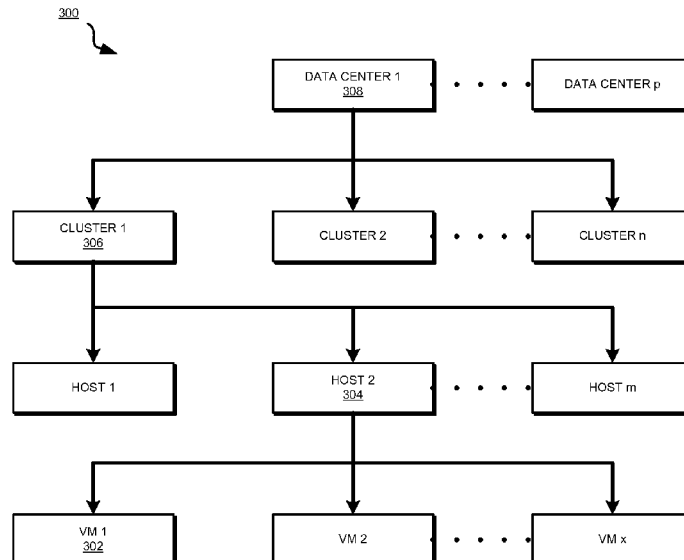 300
DATA CENTER 1
308
DATA CENTER p
CLUSTER 1
306
CLUSTER 2
CLUSTER n
HOST 1
HOST 2
304
HOST m
VM 1
302
VM 2
VM x